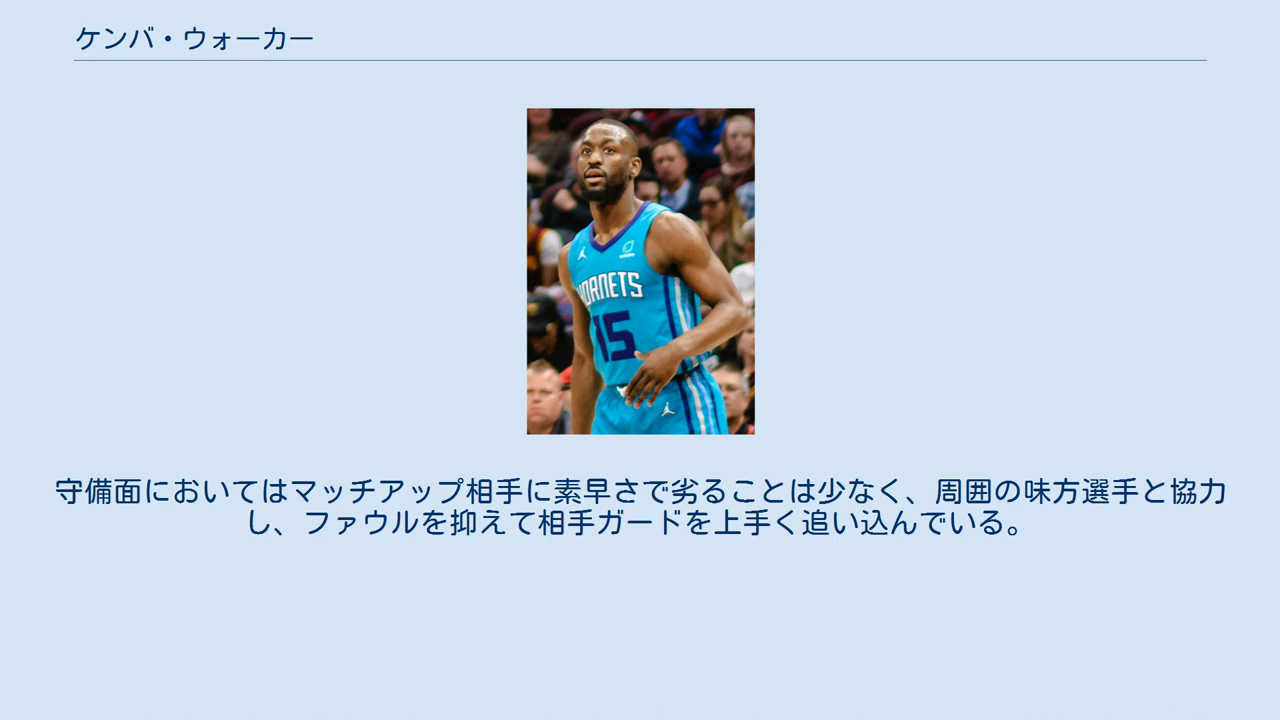 ケンバ・ウォーカー
HORNETS
15
守備面においてはマッチアップ相手に素早さで劣ることは少なく、周囲の味方選手と協力
し、ファウルを抑えて相手ガードを上手く追い込んでいる。